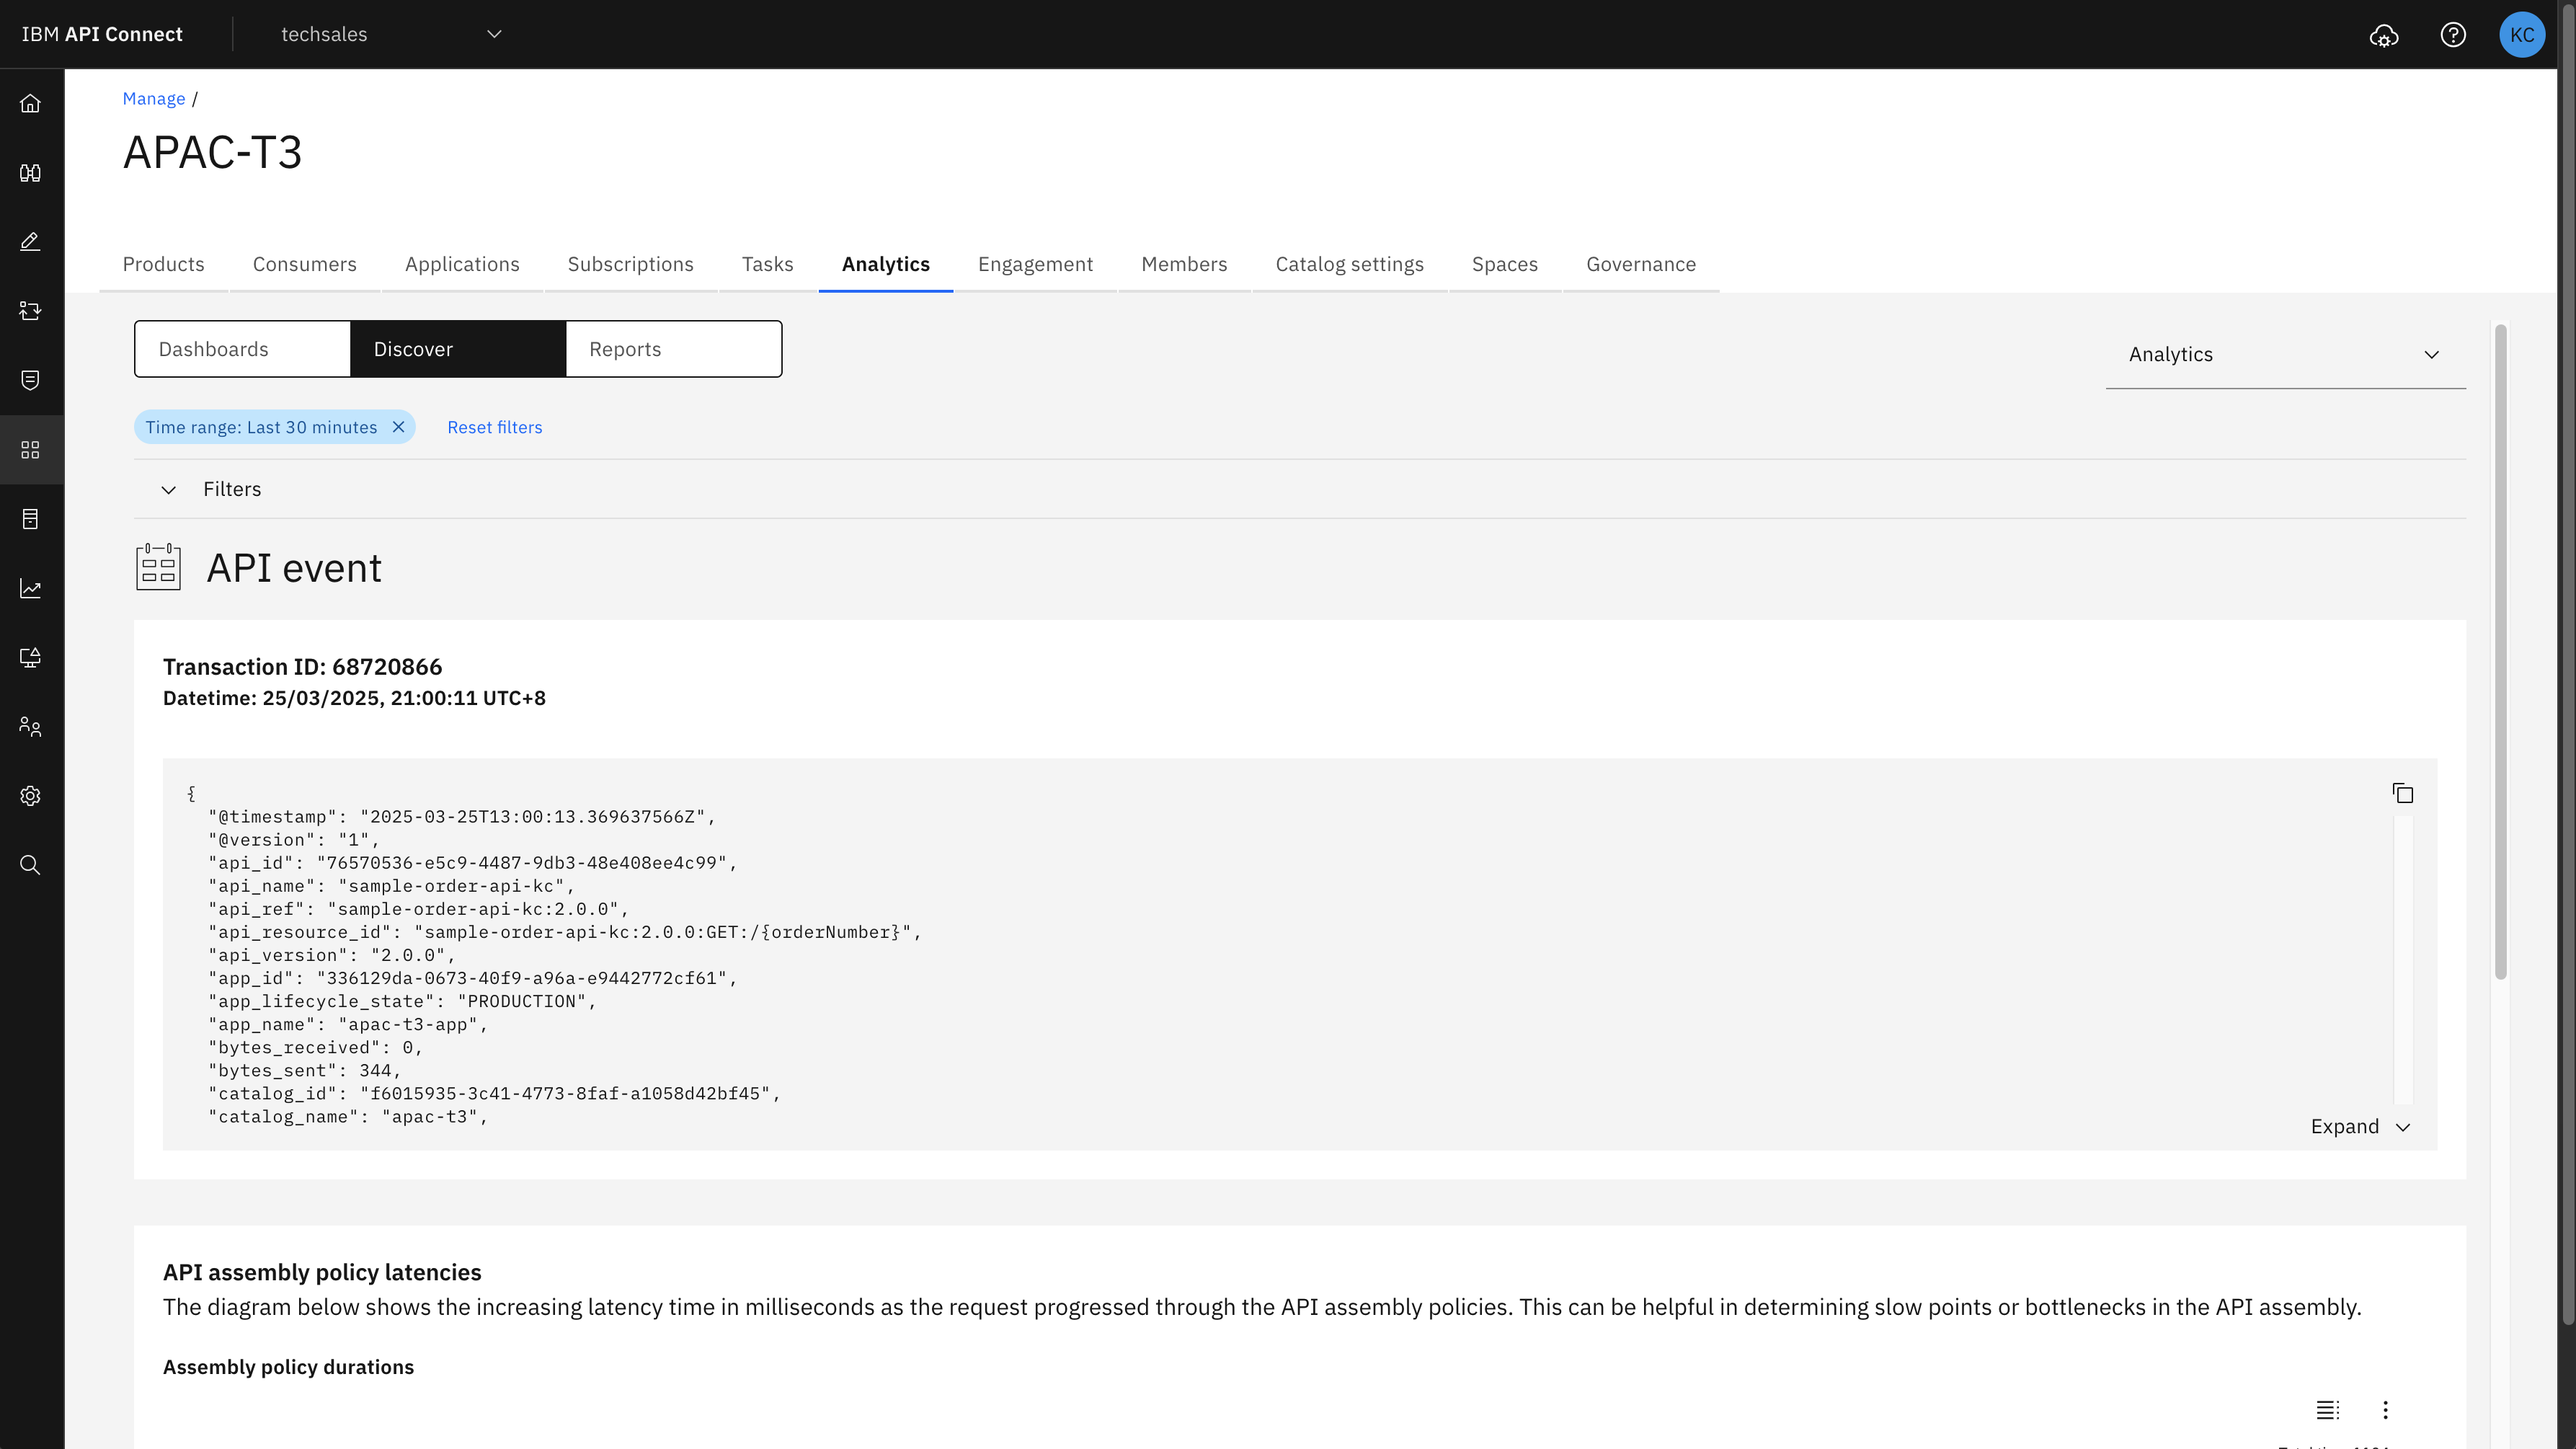 IBM API Connect
techsales
KC
Manage /
APAC-T3
Products
Consumers
Applications
Subscriptions
Tasks
Analytics
Engagement
Members
Catalog settings
Spaces
Governance
Dashboards
Discover
Reports
Analytics
Time range: Last 30 minutes
Reset filters
Filters
API event
Transaction ID: 68720866
Datetime: 25/03/2025, 21:00:11 UTC+8
{
"@timestamp": "2025-03-25T13:00:13.369637566Z",
"@version": "1",
"api_id": "76570536-e5c9-4487-9db3-48e408ee4c99",
"api_name": "sample-order-api-kc",
"api_ref": "sample-order-api-kc:2.0.0",
"api_resource_id": "sample-order-api-kc:2.0.0:GET:/{orderNumber}",
"api_version": "2.0.0",
"app_id": "336129da-0673-40f9-a96a-e9442772cf61",
"app_lifecycle_state": "PRODUCTION",
"app_name": "apac-t3-app",
"bytes_received": 0,
"bytes_sent": 344,
"catalog_id": "f6015935-3c41-4773-8faf-a1058d42bf45",
"catalog_name": "apac-t3",
Expand
API assembly policy latencies
The diagram below shows the increasing latency time in milliseconds as the request progressed through the API assembly policies. This can be helpful in determining slow points or bottlenecks in the API assembly.
Assembly policy durations